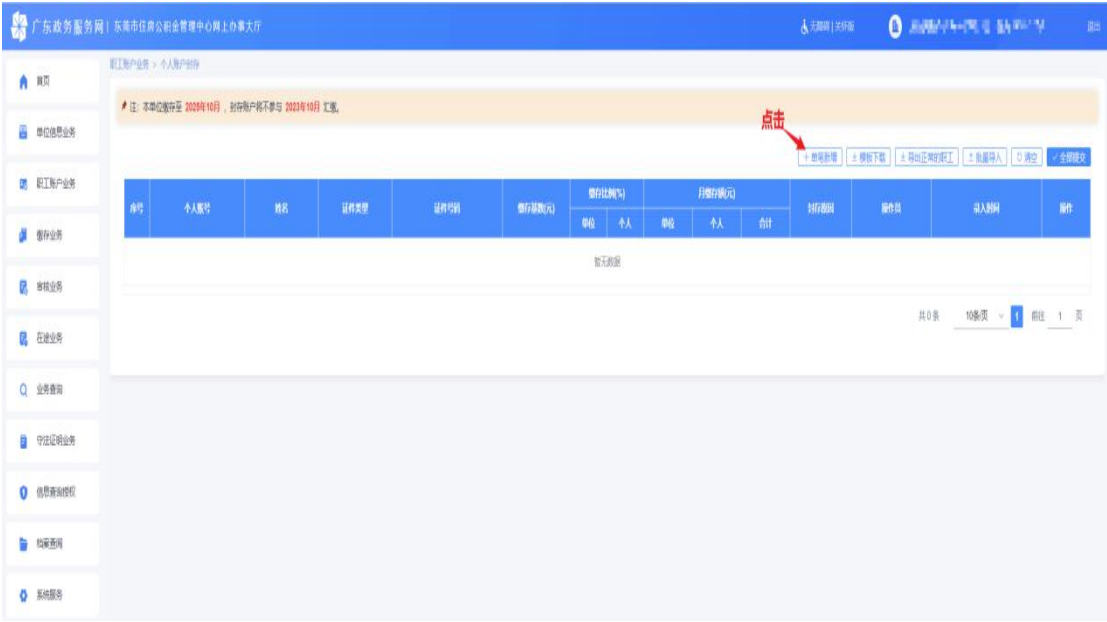 广东政务服务网 | 东莞市住房公积金管理中心网上办事大厅
无障碍 | 关怀版
退出
首页
单位信息业务
职工账户业务
缴存业务
审核业务
在途业务
业务查询
守法证明业务
信息查询授权
档案查阅
系统服务
职工账户业务 > 个人账户封存
注: 本单位缴存至 2025年10月 , 封存账户将不参与 2023年10月 汇缴。
点击
+ 单笔新增 模板下载 导出正常的职工 批量导入 清空 全部提交
序号 个人账号 姓名 证件类型 证件号码 缴存基数(元) 缴存比例(%) 月缴存额(元) 封存原因 操作员 录入时间 操作
单位 个人 单位 个人 合计
暂无数据
共 0 条 10条/页 1 前往 1 页